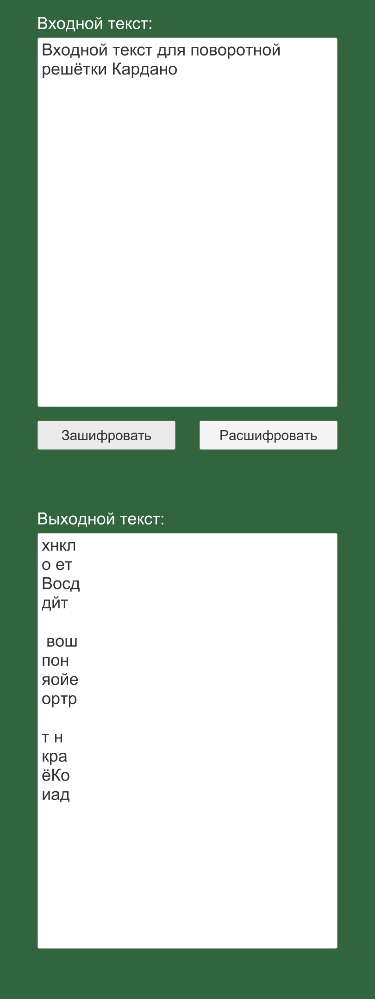 Входной текст:
Входной текст для поворотной
решётки Кардано
Зашифровать
Расшифровать
Выходной текст:
хнкл
о ет
Восд
дйт
 вош
пон
яойе
ортр
т н
кра
ёКо
иад